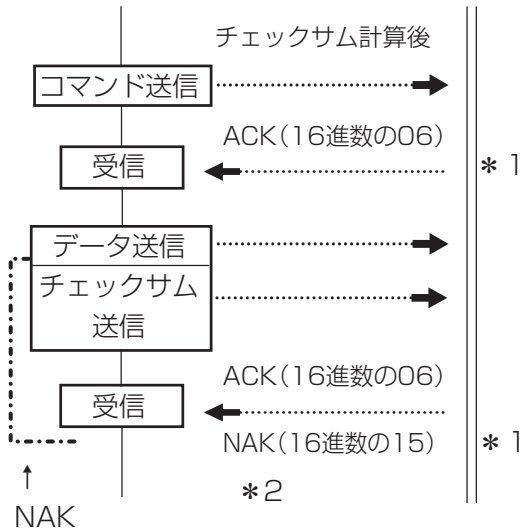 チェックサム計算後
コマンド送信
ACK(16進数の06)
受信
＊1
データ送信
チェックサム
送信
ACK(16進数の06)
受信
NAK(16進数の15)
＊1
↑
＊2
NAK